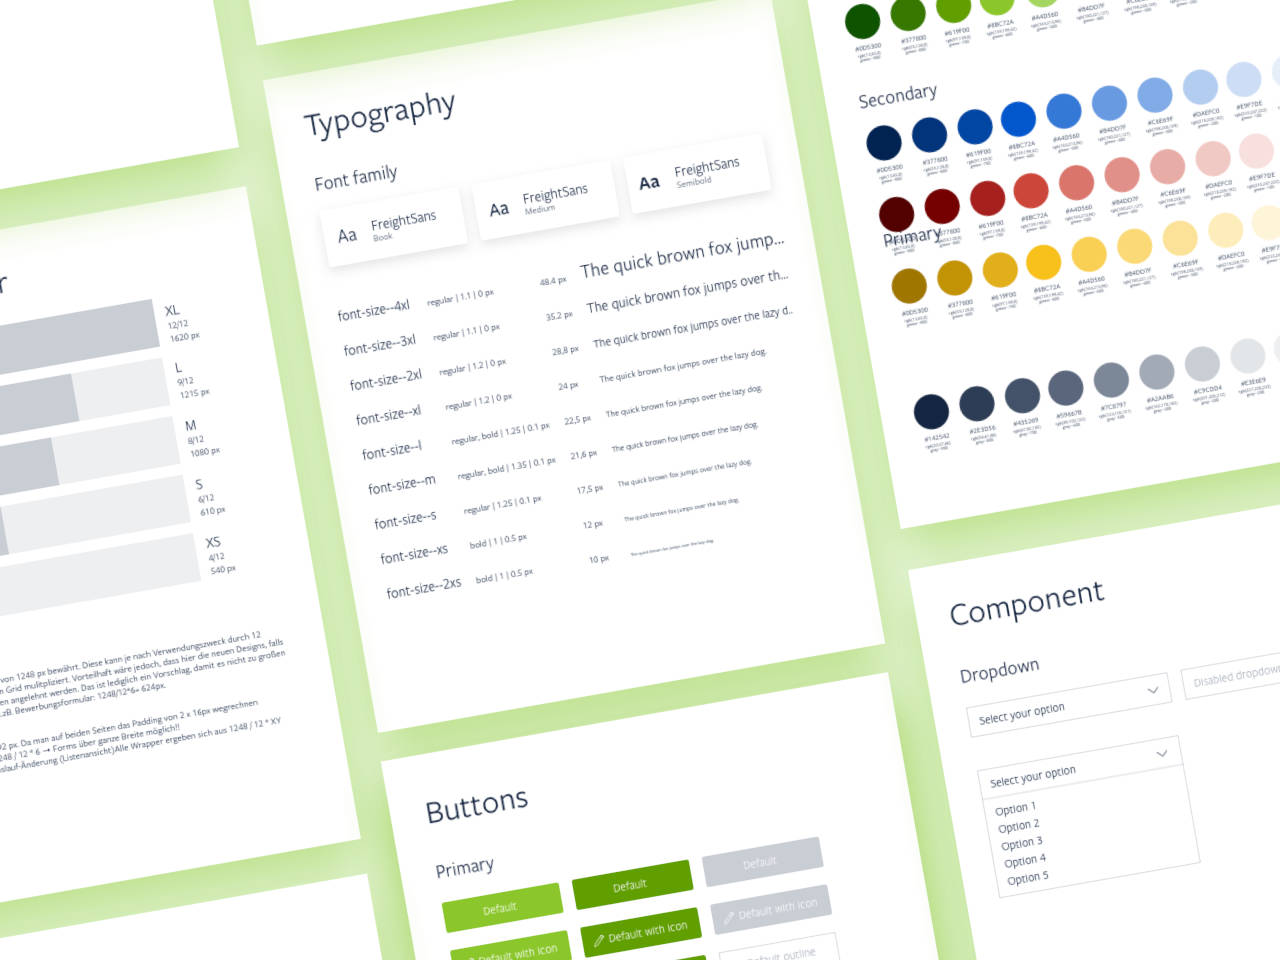 r
XL
12/12
1620 px
L
9/12
1215 px
M
8/12
1080 px
S
6/12
610 px
XS
4/12
540 px
von 1248 px bewährt. Diese kann je nach Verwendungszweck durch 12
n Grid mulitpliziert. Vorteilhaft wäre jedoch, dass hier die neuen Designs, falls
en angelehnt werden. Das ist lediglich ein Vorschlag, damit es nicht zu großen
.zB. Bewerbungsformular: 1248/12*6= 624px.
92 px. Da man auf beiden Seiten das Padding von 2 x 16px wegrechnen
248 / 12 * 6 → Forms über ganze Breite möglich!!
slauf-Änderung (Listenansicht)Alle Wrapper ergeben sich aus 1248 / 12 * XY
Typography
Font family
Aa FreightSans
Book
Aa FreightSans
Medium
Aa FreightSans
Semibold
font-size--4xl regular | 1.1 | 0 px 48.4 px The quick brown fox jump...
font-size--3xl regular | 1.1 | 0 px 35.2 px The quick brown fox jumps over th...
font-size--2xl regular | 1.2 | 0 px 28,8 px The quick brown fox jumps over the lazy d..
font-size--xl regular | 1.2 | 0 px 24 px The quick brown fox jumps over the lazy dog.
font-size--l regular, bold | 1.25 | 0.1 px 22,5 px The quick brown fox jumps over the lazy dog.
font-size--m regular, bold | 1.35 | 0.1 px 21,6 px The quick brown fox jumps over the lazy dog.
font-size--s regular | 1.25 | 0.1 px 17,5 px The quick brown fox jumps over the lazy dog.
font-size--xs bold | 1 | 0.5 px 12 px The quick brown fox jumps over the lazy dog.
font-size--2xs bold | 1 | 0.5 px 10 px The quick brown fox jumps over the lazy dog.
#0D5300 #377800 #619F00 #8BC72A #A4D560 #B4DD7F
Secondary
#0D5300 #377800 #619F00 #8BC72A #A4D560 #B4DD7F #C6E69F #DAEFC0 #E9F7DE
#377800 #619F00 #8BC72A #A4D560 #B4DD7F #C6E69F #DAEFC0 #E9F7DE
Primary
#0D5300 #377800 #619F00 #8BC72A #A4D560 #B4DD7F #C6E69F #DAEFC0 #E9F7
#142542 #2E3D56 #435269 #59667B #7C8797 #A2AAB6 #C9CDD4 #E3E6E9
Component
Dropdown
Select your option
Disabled dropdown
Select your option
Option 1
Option 2
Option 3
Option 4
Option 5
Buttons
Primary
Default Default Default
Default with icon Default with icon Default with icon
Default outline